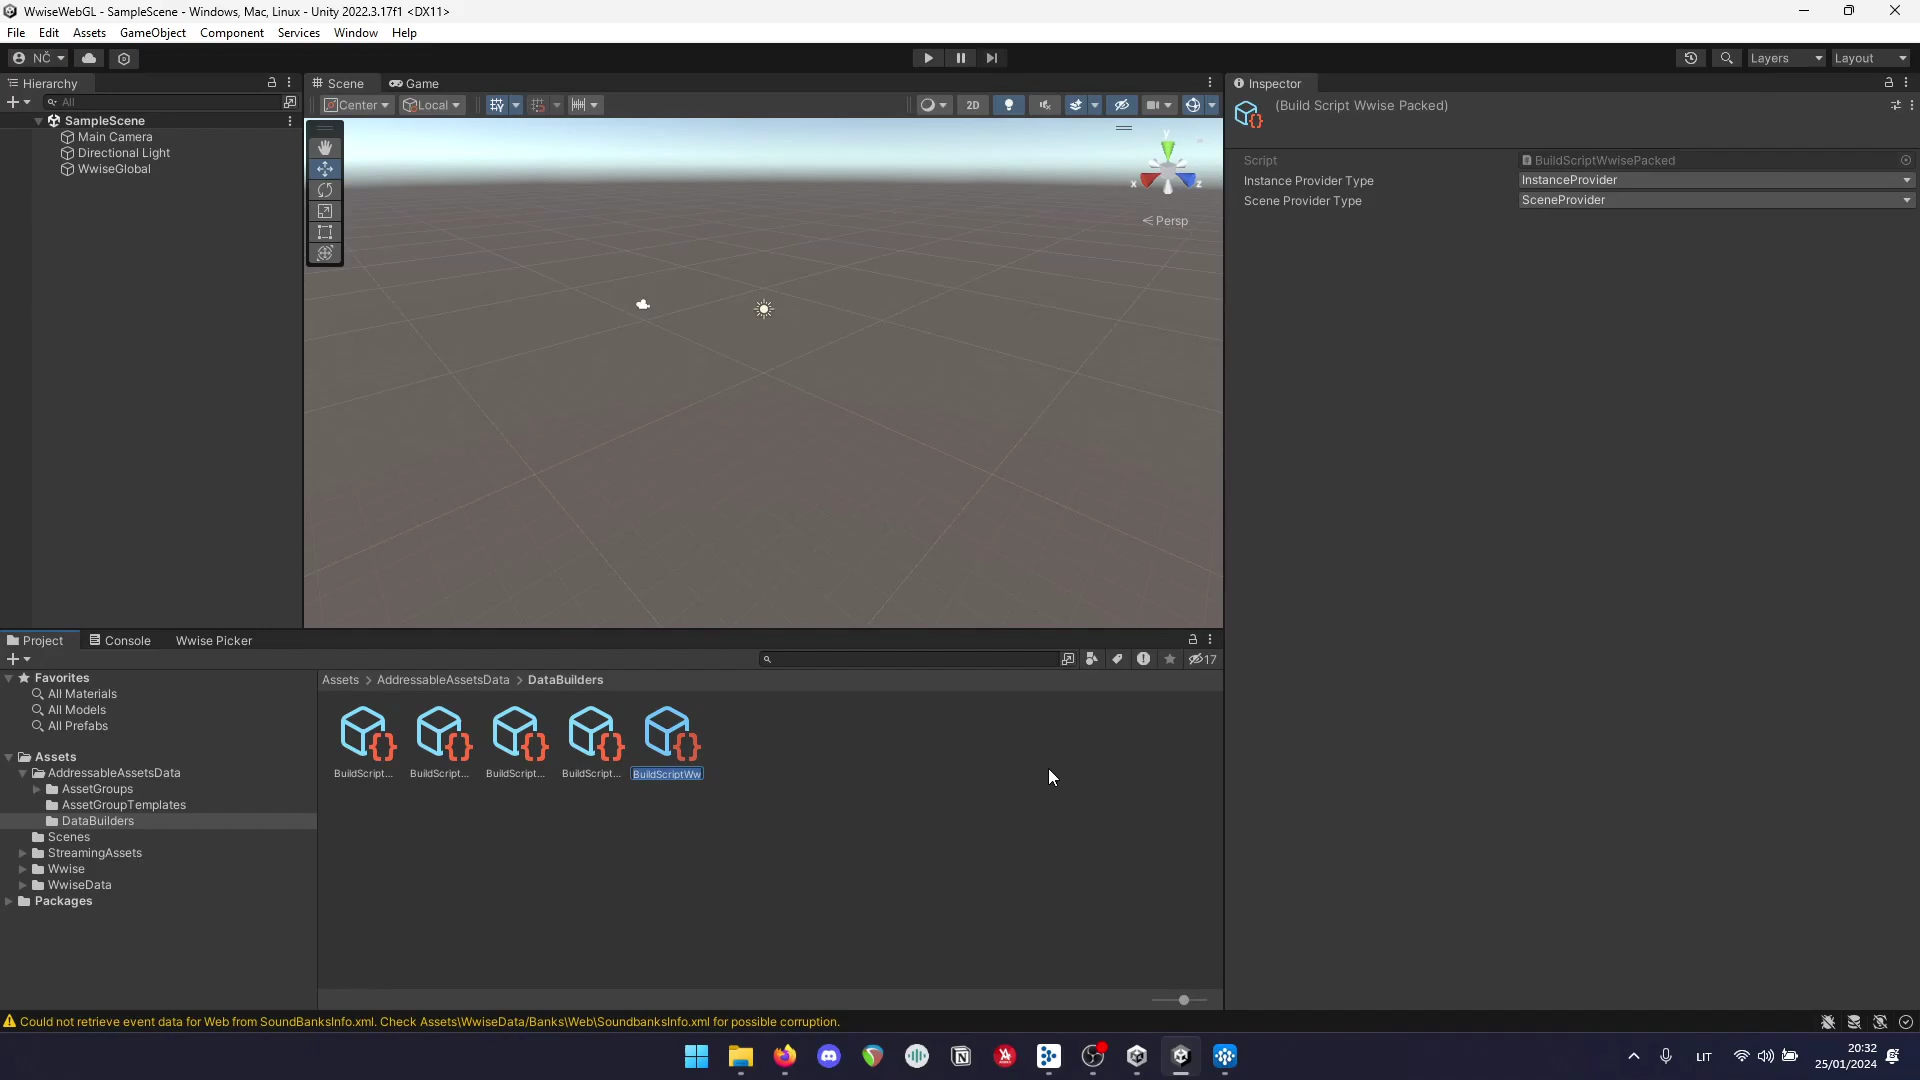 WwiseWebGL - SampleScene - Windows, Mac, Linux - Unity 2022.3.17f1 <DX11>
File Edit Assets GameObject Component Services Window Help
NČ
Layers
Layout
Hierarchy
All
SampleScene
Main Camera
Directional Light
WwiseGlobal
Scene
Game
Center
Local
2D
y
x
z
Persp
Inspector
(Build Script Wwise Packed)
Script
BuildScriptWwisePacked
Instance Provider Type
InstanceProvider
Scene Provider Type
SceneProvider
Project
Console
Wwise Picker
17
Favorites
All Materials
All Models
All Prefabs
Assets
AddressableAssetsData
AssetGroups
AssetGroupTemplates
DataBuilders
Scenes
StreamingAssets
Wwise
WwiseData
Packages
Assets > AddressableAssetsData > DataBuilders
BuildScript...
BuildScript...
BuildScript...
BuildScript...
BuildScriptWw
Could not retrieve event data for Web from SoundBanksInfo.xml. Check Assets\WwiseData/Banks\Web\SoundbanksInfo.xml for possible corruption.
LIT
20:32
25/01/2024